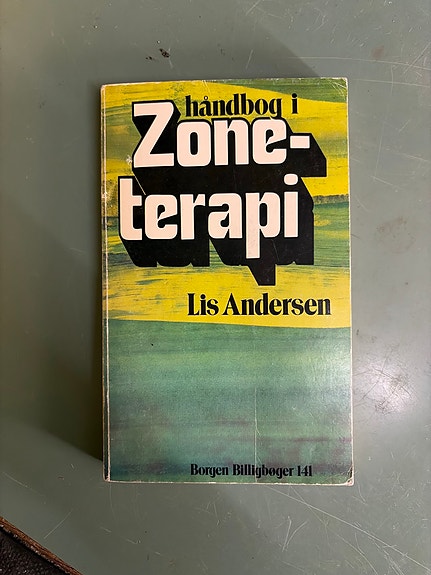 håndbog i
Zone-
terapi
Lis Andersen
Borgen Billigbøger 141